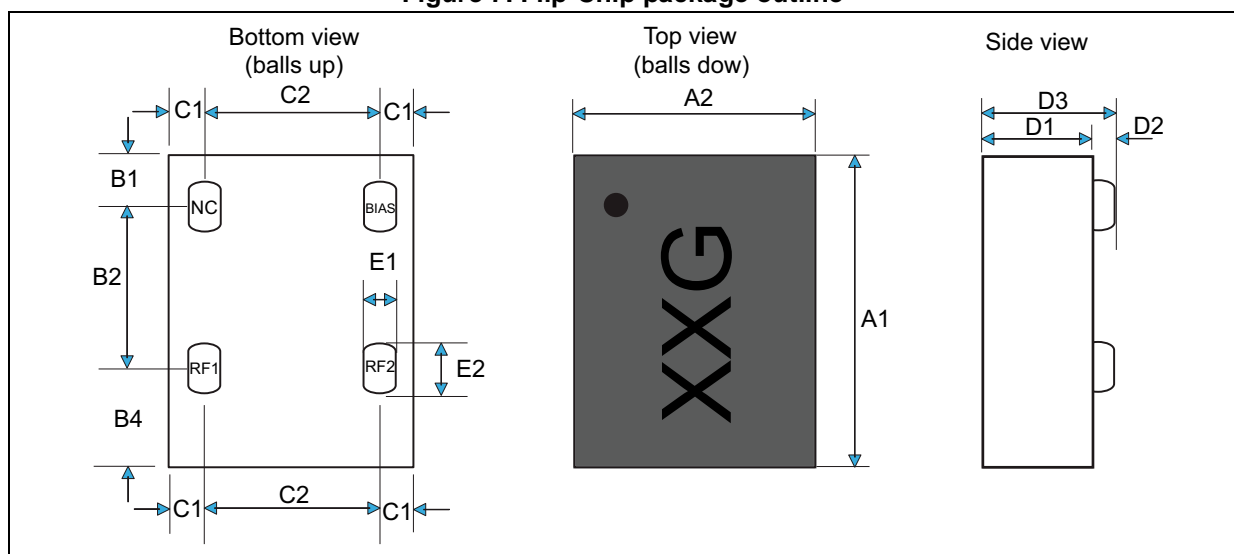 Figure Flip-Chip package outline
Bottom view
(balls up)
Top view
(balls dow)
Side view
C1
C2
C1
A2
D3
D1
D2
B1
NC
BIAS
B2
E1
XXG
A1
RF1
RF2
E2
B4
C1
C2
C1